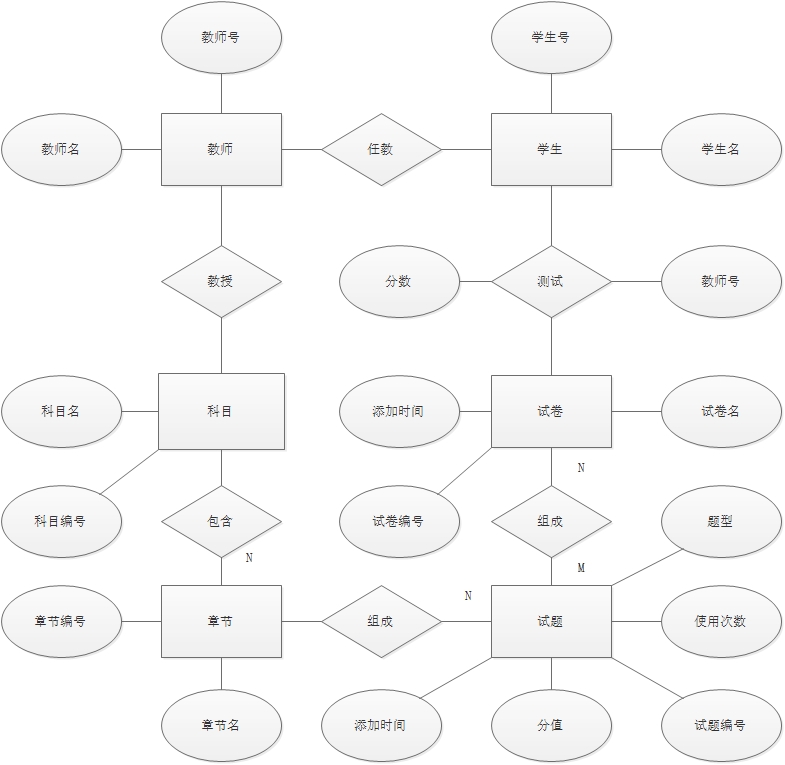 教师号
学生号
教师名
教师
任教
学生
学生名
教授
分数
测试
教师号
科目名
科目
添加时间
试卷
试卷名
N
科目编号
包含
试卷编号
组成
题型
N
M
章节编号
章节
组成
N
试题
使用次数
章节名
添加时间
分值
试题编号